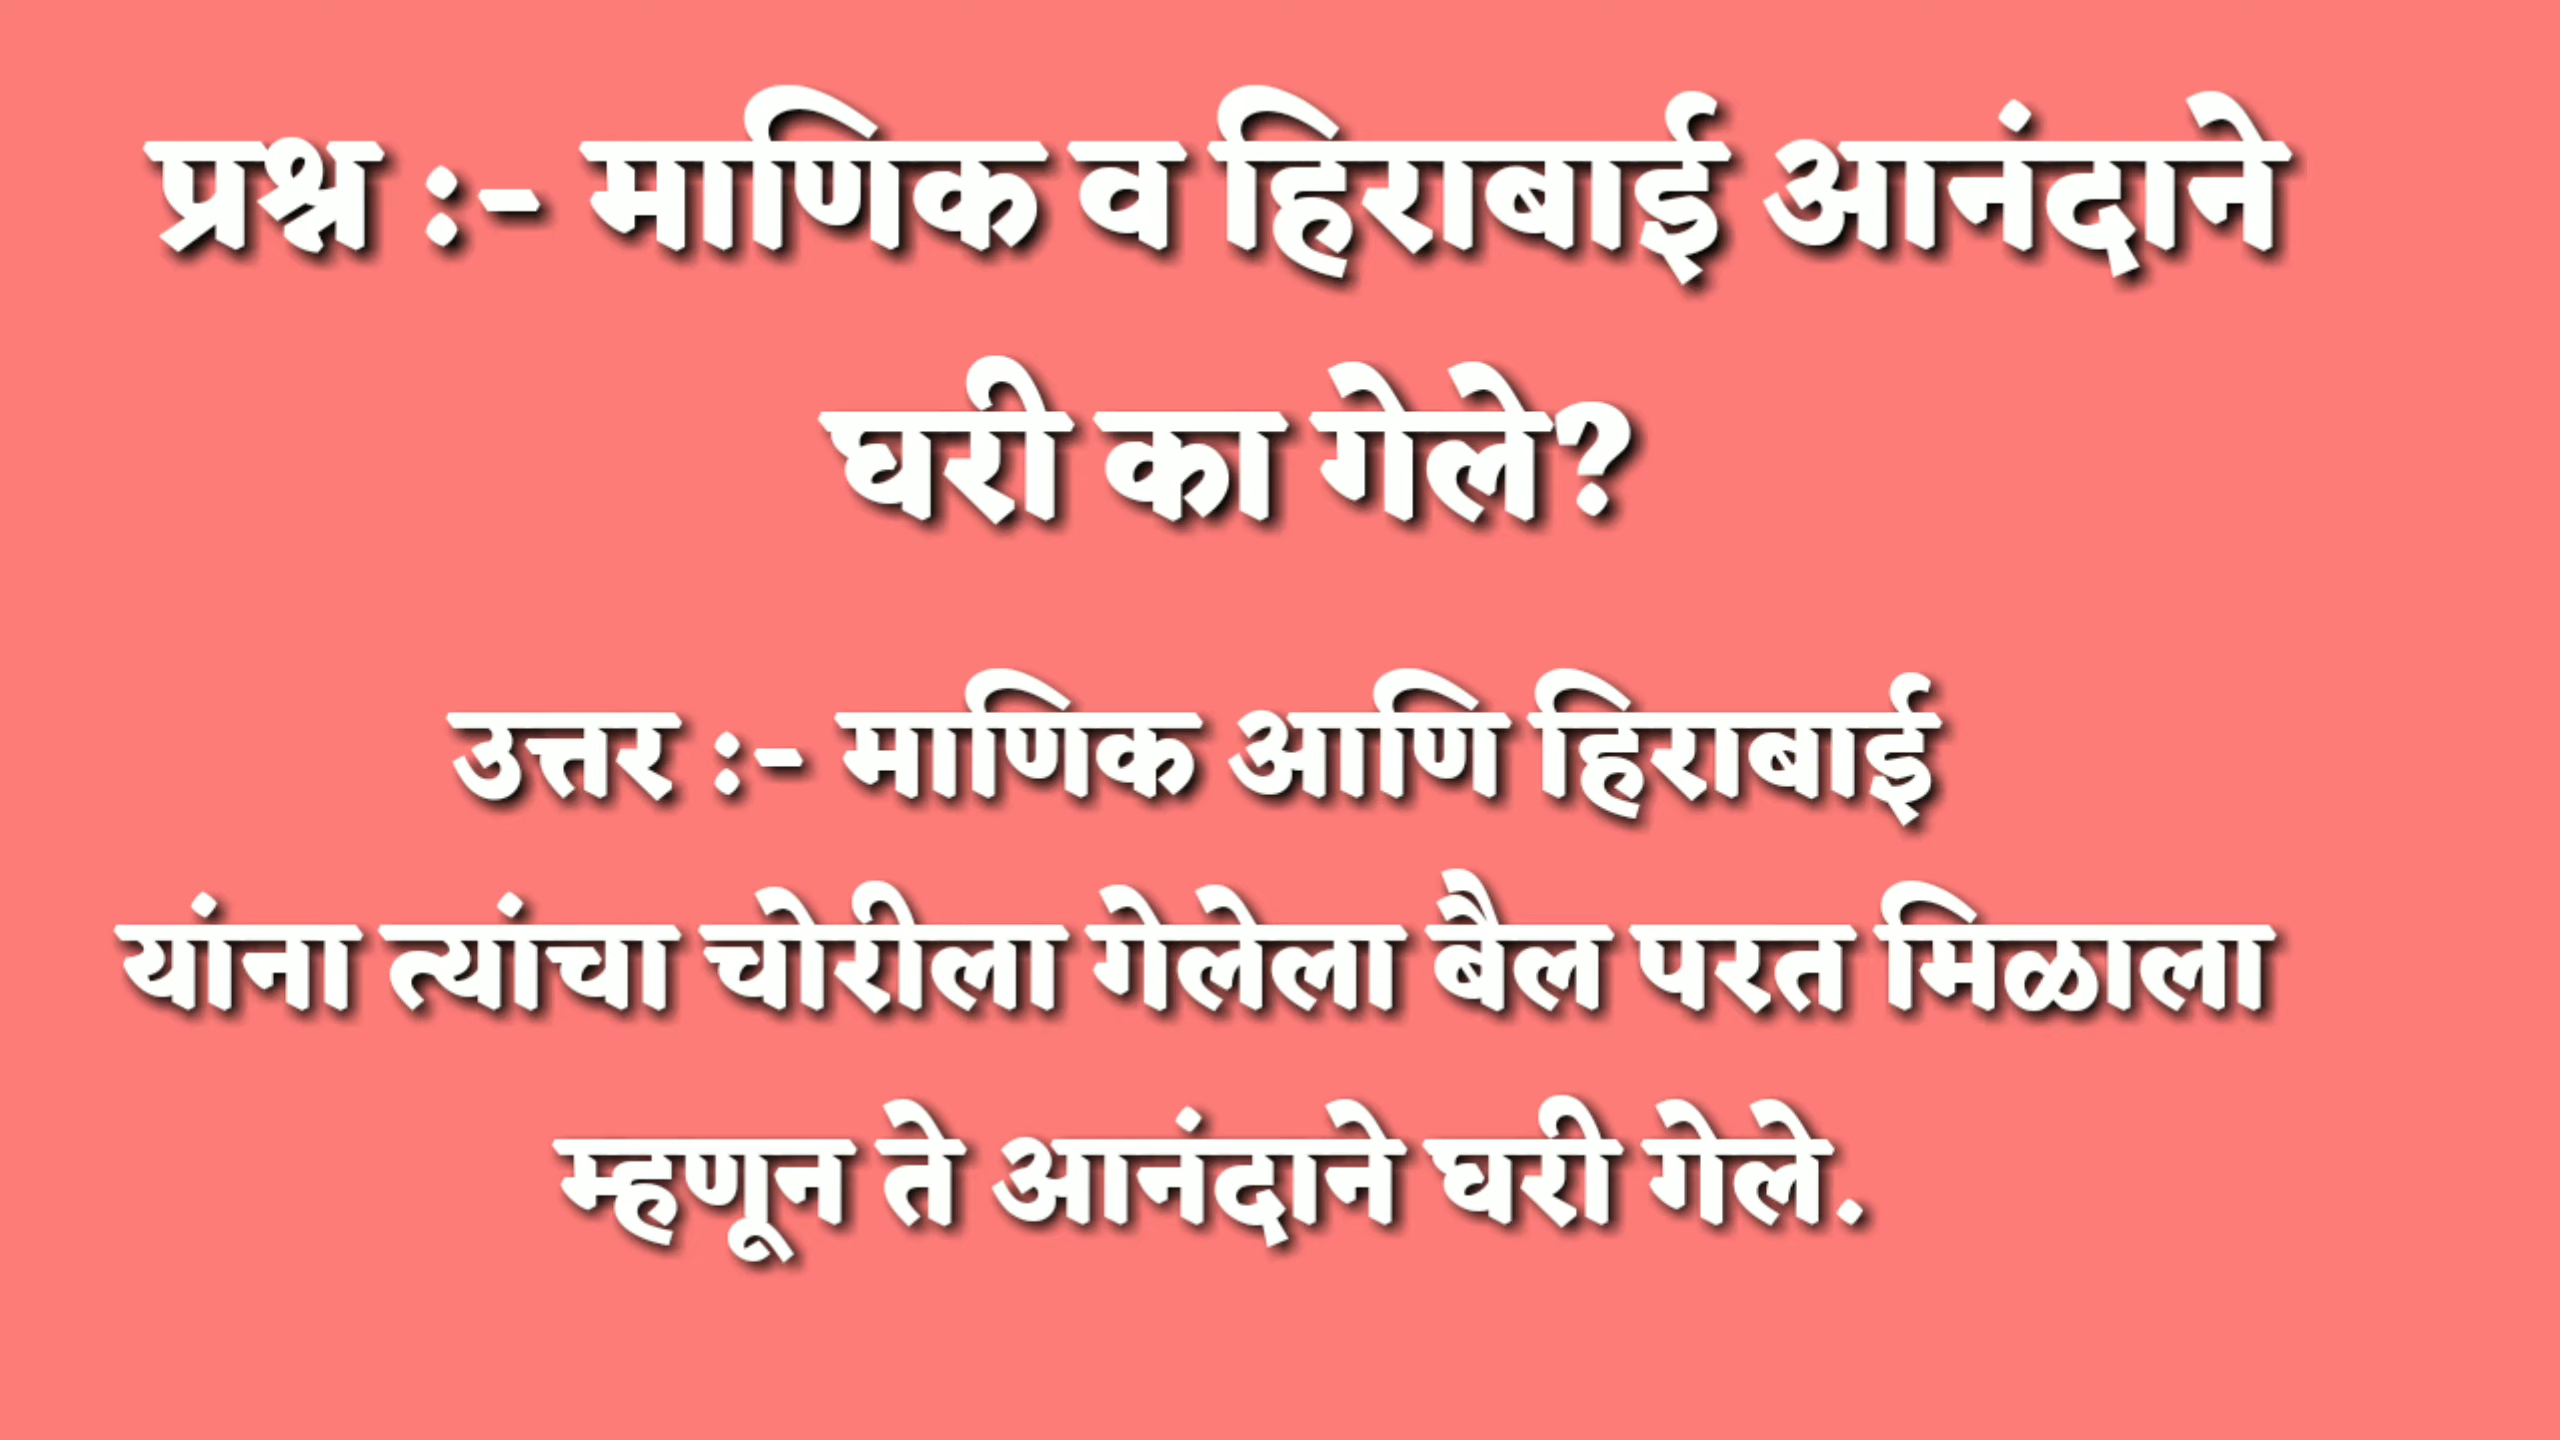 प्रश्न :- माणिक व हिराबाई आनंदाने
घरी का गेले?
उत्तर :- माणिक आणि हिराबाई
यांना त्यांचा चोरीला गेलेला बैल परत मिळाला
म्हणून ते आनंदाने घरी गेले.